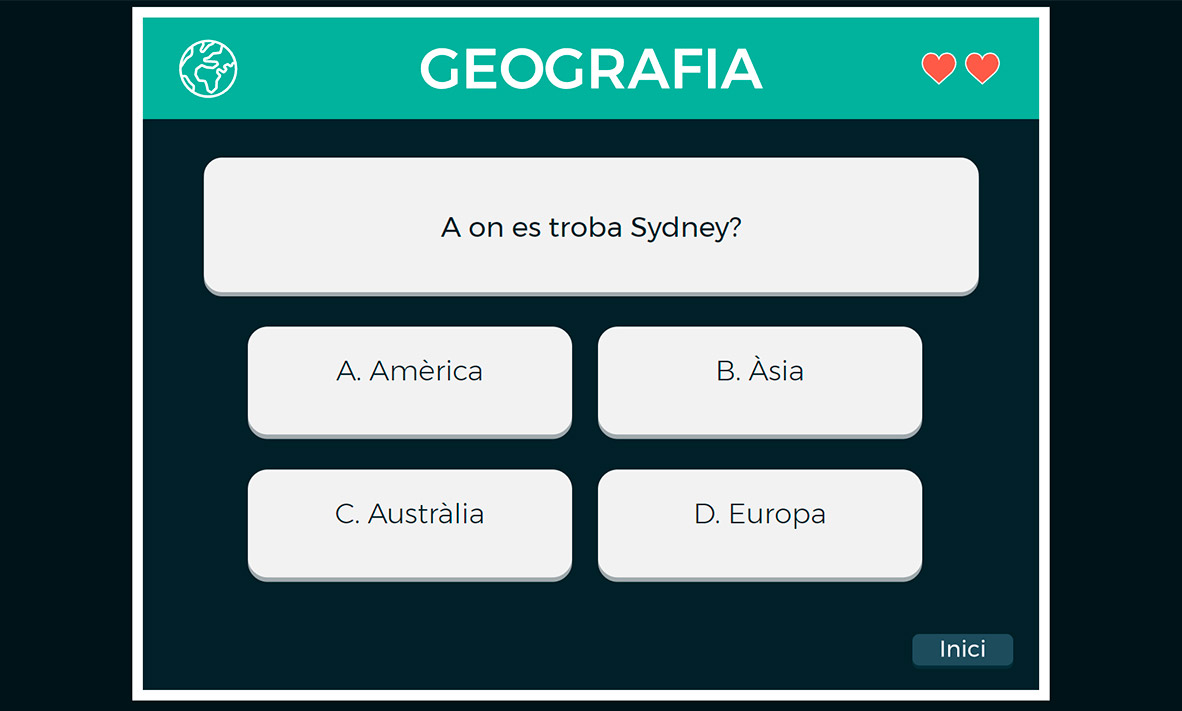 GEOGRAFIA
A on es troba Sydney?
A. Amèrica
B. Àsia
C. Austràlia
D. Europa
Inici